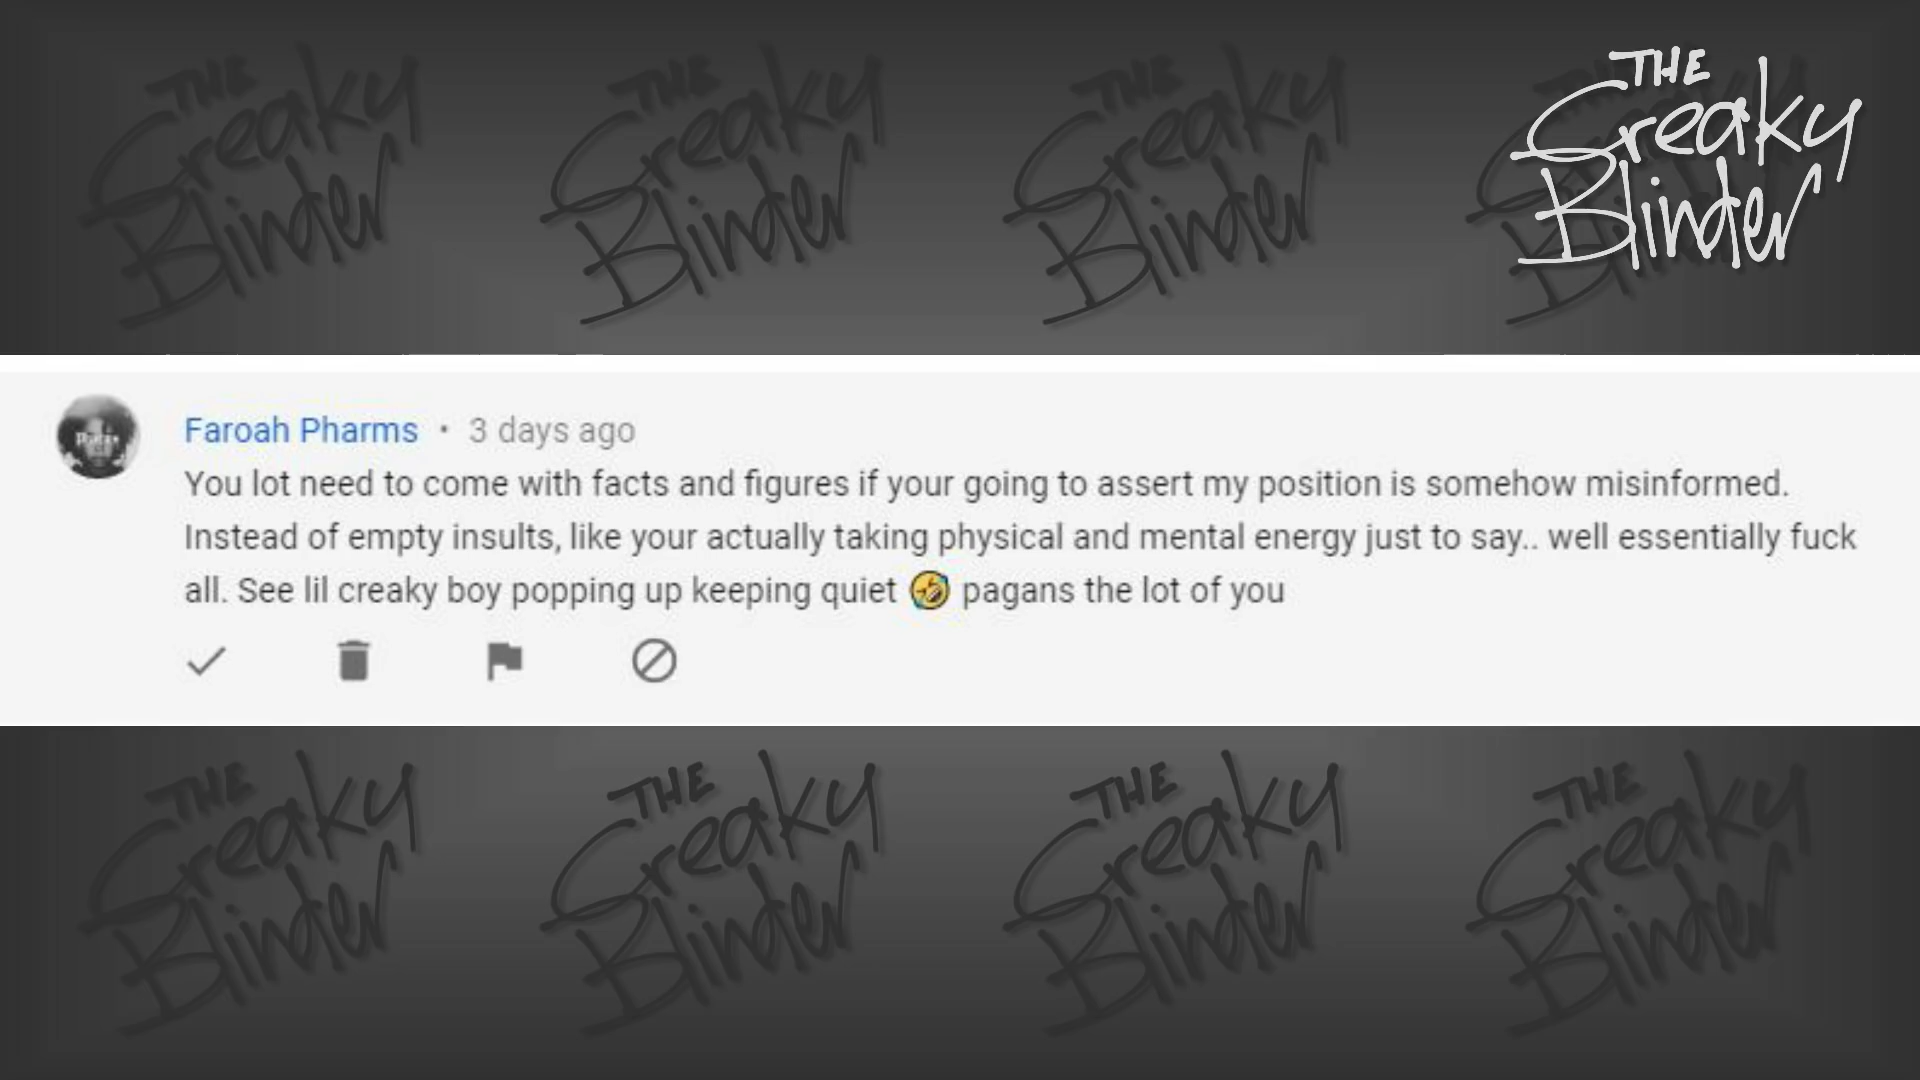 THE THE THE THE
Creaky Creaky Creaky Creaky
Blinder Blinder Blinder Blinder
THE
Creaky
Blinder
Faroah Pharms • 3 days ago
You lot need to come with facts and figures if your going to assert my position is somehow misinformed.
Instead of empty insults, like your actually taking physical and mental energy just to say.. well essentially fuck
all. See lil creaky boy popping up keeping quiet 🤣 pagans the lot of you
THE THE THE THE
Creaky Creaky Creaky Creaky
Blinder Blinder Blinder Blinder